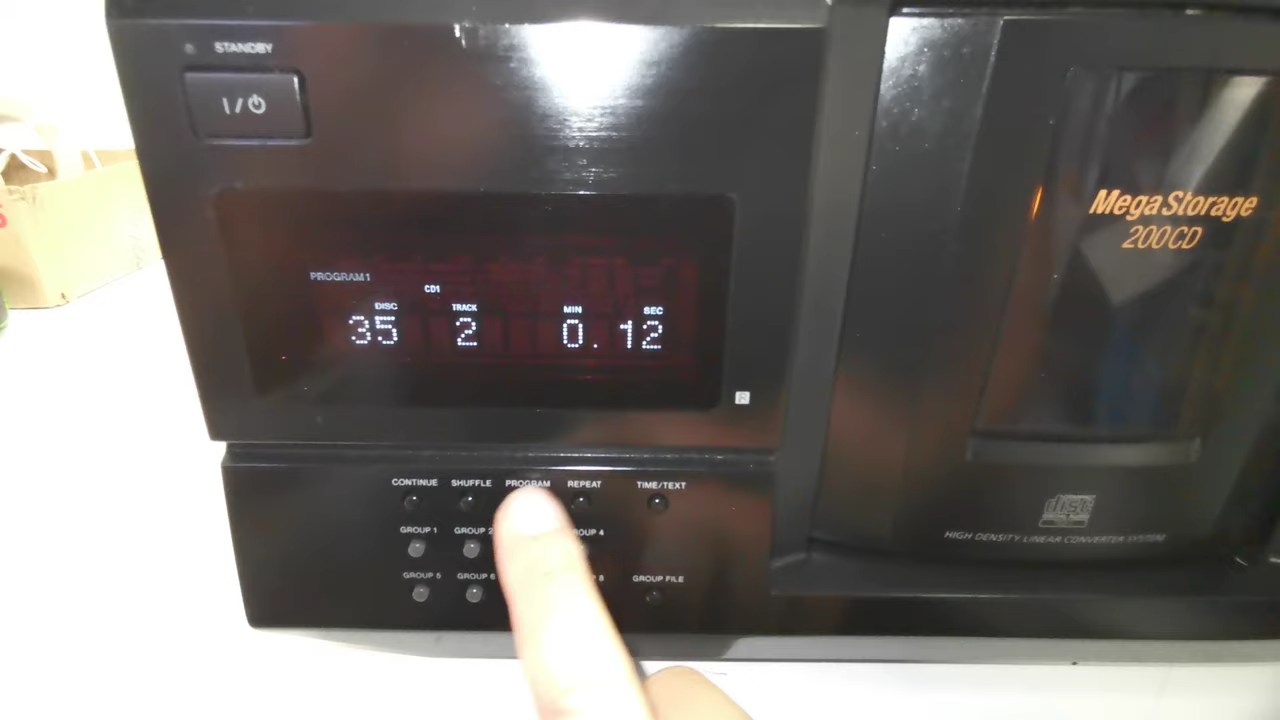 STANDBY
I/⏻
Mega Storage
200CD
PROGRAM 1
CD1
DISC TRACK MIN SEC
35 2 0.12
R
CONTINUE SHUFFLE PROGRAM REPEAT TIME/TEXT
GROUP 1 GROUP 2 GROUP 4
GROUP 5 GROUP 6 8 GROUP FILE
disc
HIGH DENSITY LINEAR CONVERTER SYSTEM